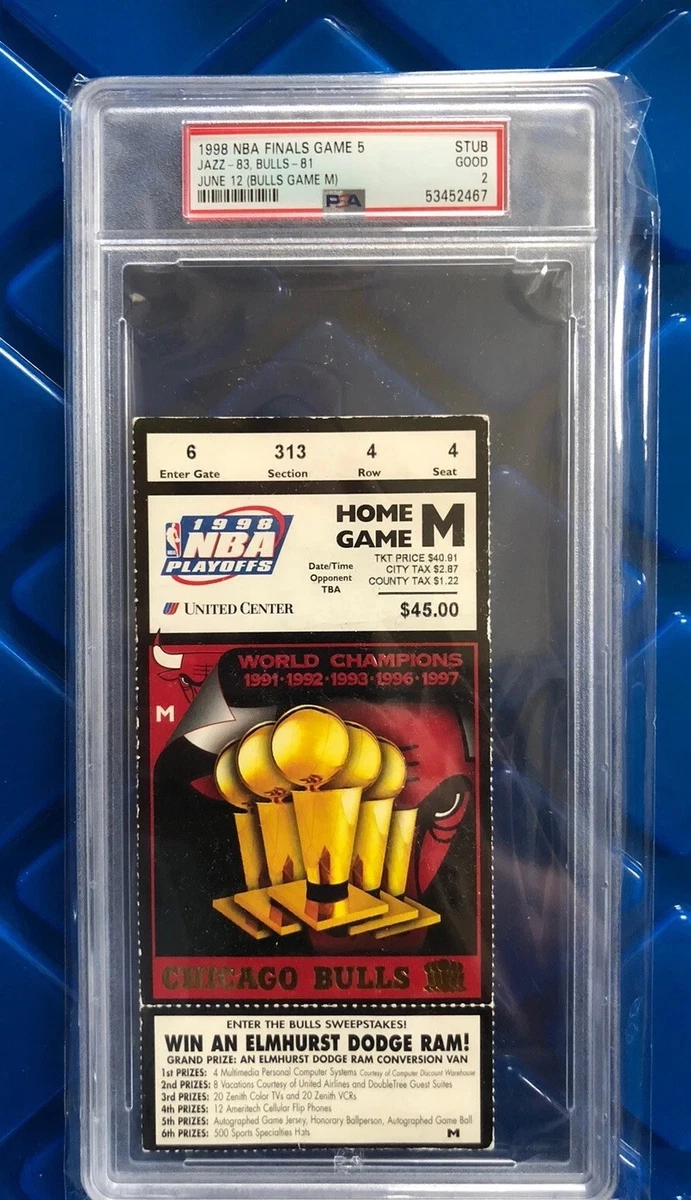 1998 NBA FINALS GAME 5 STUB
JAZZ-83, BULLS-81 GOOD
JUNE 12 (BULLS GAME M) 2
PSA 53452467
6 313 4 4
Enter Gate Section Row Seat
1998
NBA
PLAYOFFS
HOME
GAME M
Date/Time
Opponent
TBA
TKT PRICE $40.91
CITY TAX $2.87
COUNTY TAX $1.22
UNITED CENTER
$45.00
WORLD CHAMPIONS
1991·1992·1993·1996·1997
M
CHICAGO BULLS
ENTER THE BULLS SWEEPSTAKES!
WIN AN ELMHURST DODGE RAM!
GRAND PRIZE: AN ELMHURST DODGE RAM CONVERSION VAN
1st PRIZES: 4 Multimedia Personal Computer Systems Courtesy of Computer Discount Warehouse
2nd PRIZES: 8 Vacations Courtesy of United Airlines and DoubleTree Guest Suites
3rd PRIZES: 20 Zenith Color TVs and 20 Zenith VCRs
4th PRIZES: 12 Ameritech Cellular Flip Phones
5th PRIZES: Autographed Game Jersey, Honorary Ballperson, Autographed Game Ball
6th PRIZES: 500 Sports Specialties Hats
M